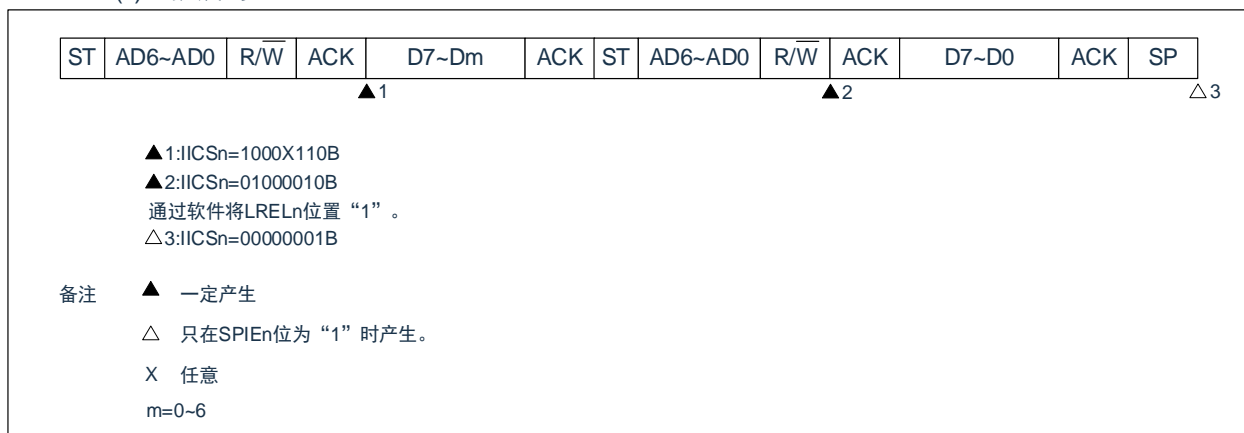 ST AD6~AD0 R/W ACK D7~Dm ACK ST AD6~AD0 R/W ACK D7~D0 ACK SP
▲1 ▲2 △3
▲1:IICSn=1000X110B
▲2:IICSn=01000010B
通过软件将LRELn位置“1”。
△3:IICSn=00000001B
备注 ▲ 一定产生
△ 只在SPIEn位为“1”时产生。
X 任意
m=0~6